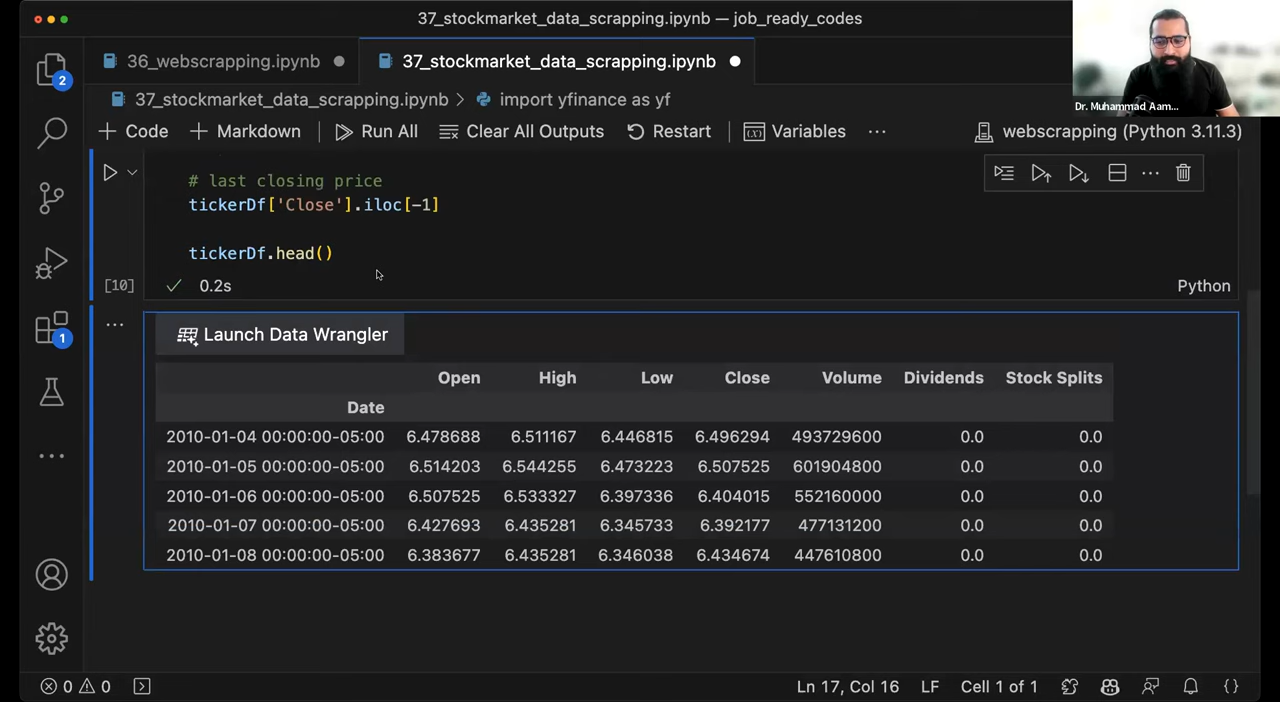 37_stockmarket_data_scrapping.ipynb — job_ready_codes
36_webscrapping.ipynb
37_stockmarket_data_scrapping.ipynb
37_stockmarket_data_scrapping.ipynb > import yfinance as yf
Dr. Muhammad Aam...
+ Code + Markdown Run All Clear All Outputs Restart Variables ... webscrapping (Python 3.11.3)
2
# last closing price
tickerDf['Close'].iloc[-1]
tickerDf.head()
[10] 0.2s Python
Launch Data Wrangler
1
Open High Low Close Volume Dividends Stock Splits
Date
2010-01-04 00:00:00-05:00 6.478688 6.511167 6.446815 6.496294 493729600 0.0 0.0
2010-01-05 00:00:00-05:00 6.514203 6.544255 6.473223 6.507525 601904800 0.0 0.0
2010-01-06 00:00:00-05:00 6.507525 6.533327 6.397336 6.404015 552160000 0.0 0.0
2010-01-07 00:00:00-05:00 6.427693 6.435281 6.345733 6.392177 477131200 0.0 0.0
2010-01-08 00:00:00-05:00 6.383677 6.435281 6.346038 6.434674 447610800 0.0 0.0
0 0 Ln 17, Col 16 LF Cell 1 of 1 {}